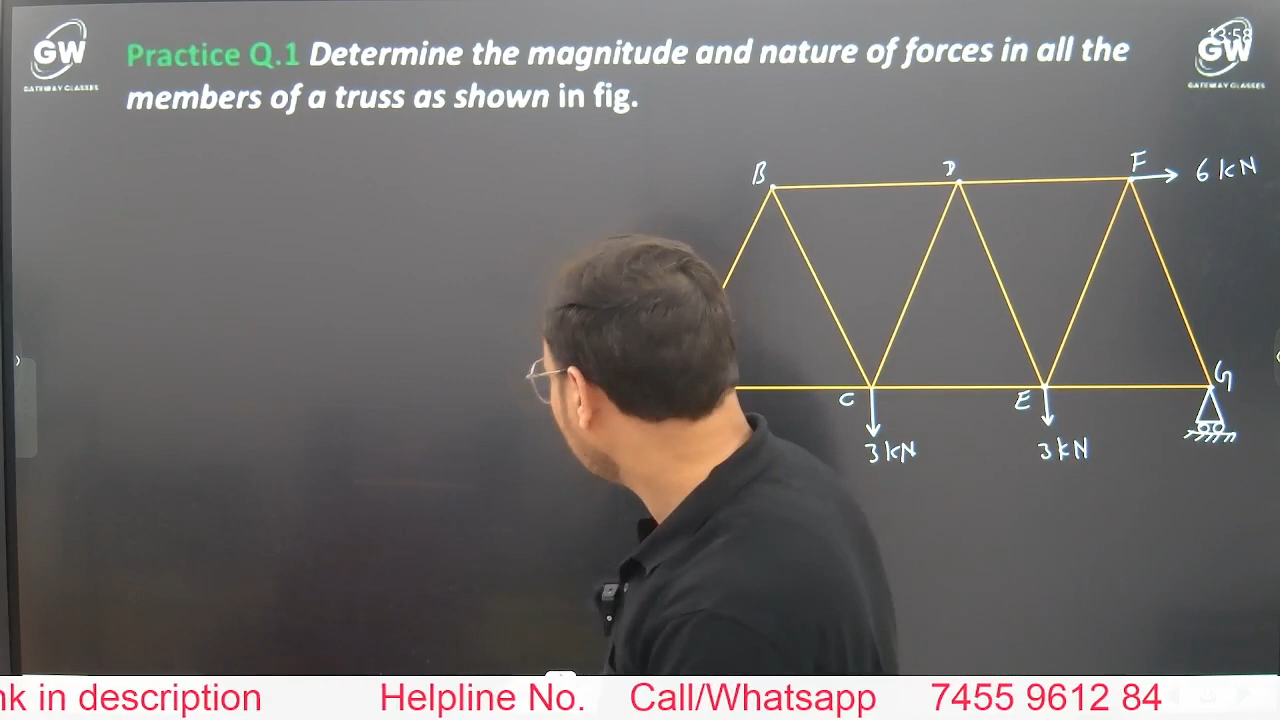 GW
GATEWAY CLASSES
Practice Q.1 Determine the magnitude and nature of forces in all the
members of a truss as shown in fig.
13:58
GW
GATEWAY CLASSES
B
D
F
6 kN
C
E
G
3 kN
3 kN
nk in description Helpline No. Call/Whatsapp 7455 9612 84